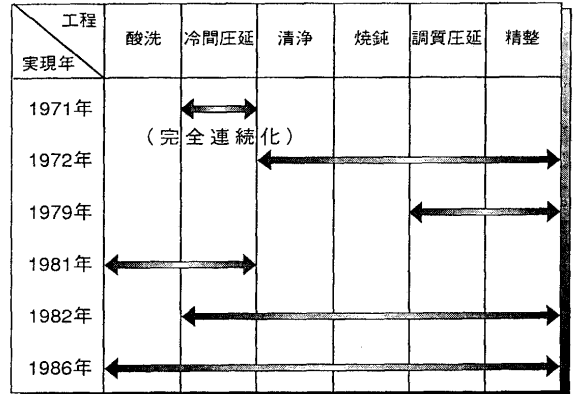 工程
酸洗 冷間圧延 清浄 焼鈍 調質圧延 精整
実現年
1971年
(完全連続化)
1972年
1979年
1981年
1982年
1986年